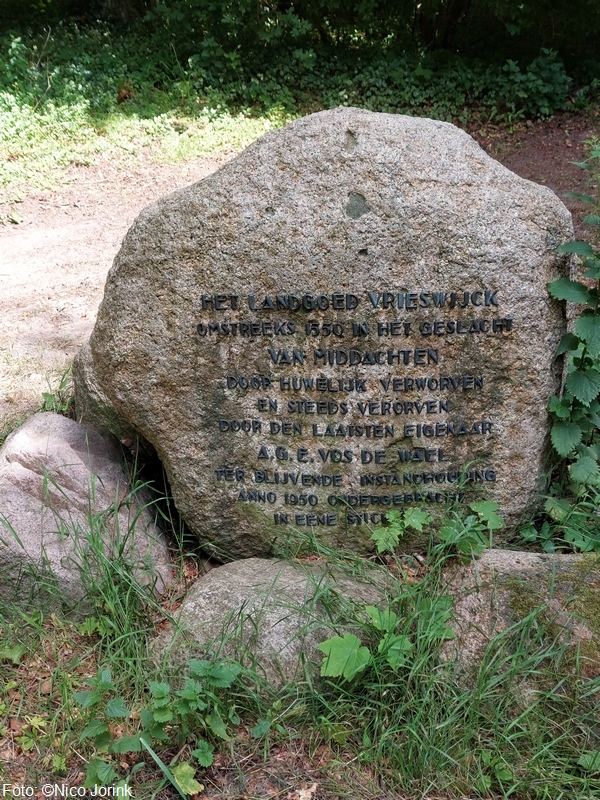 HET LANDGOED VRIESWIJCK
OMSTREEKS 1550 IN HET GESLACHT
VAN MIDDACHTEN
DOOR HUWELIJK VERWORVEN
EN STEEDS VERORVEN
DOOR DEN LAATSTEN EIGENAAR
A.G.E. VOS DE WAEL
TER BLIJVENDE INSTANDHOUDING
ANNO 1950 ONDERGEBRACHT
IN EENE
Foto: ©Nico Jorink